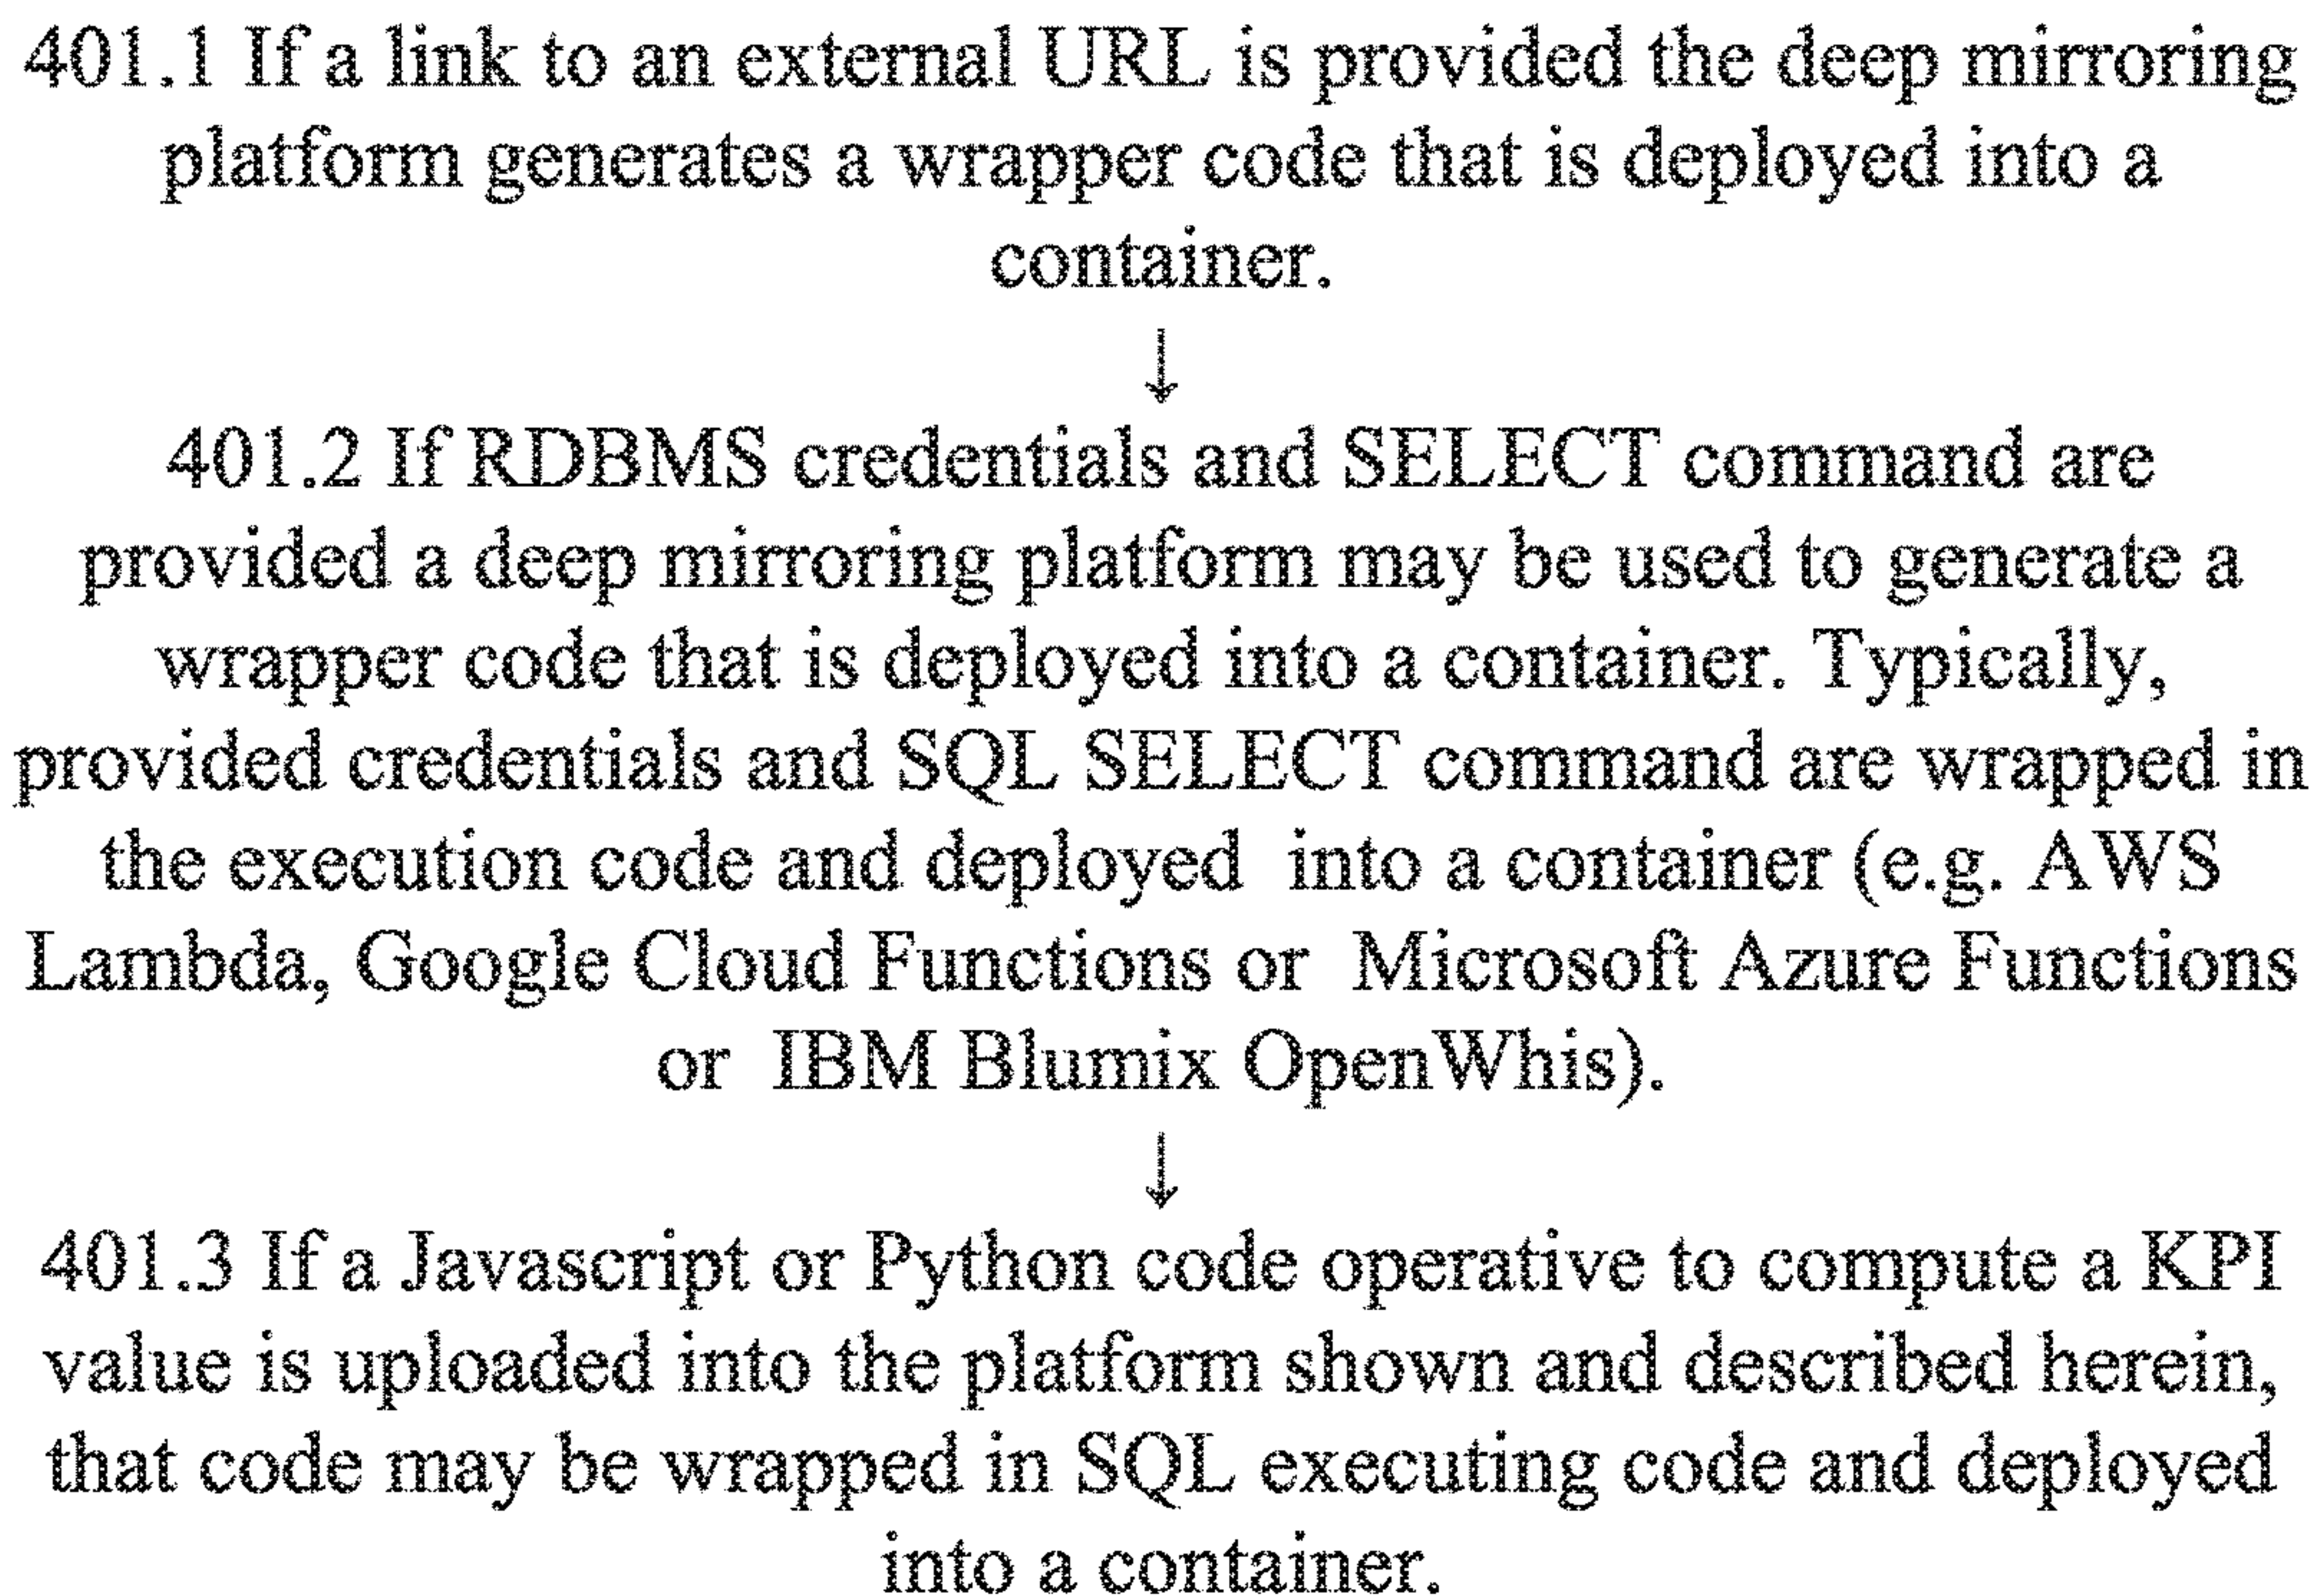 401.1 If a link to an external URL is provided the deep mirroring
platform generates a wrapper code that is deployed into a
container.
↓
401.2 If RDBMS credentials and SELECT command are
provided a deep mirroring platform may be used to generate a
wrapper code that is deployed into a container. Typically,
provided credentials and SQL SELECT command are wrapped in
the execution code and deployed  into a container (e.g. AWS
Lambda, Google Cloud Functions or  Microsoft Azure Functions
or  IBM Blumix OpenWhis).
↓
401.3 If a Javascript or Python code operative to compute a KPI
value is uploaded into the platform shown and described herein,
that code may be wrapped in SQL executing code and deployed
into a container.